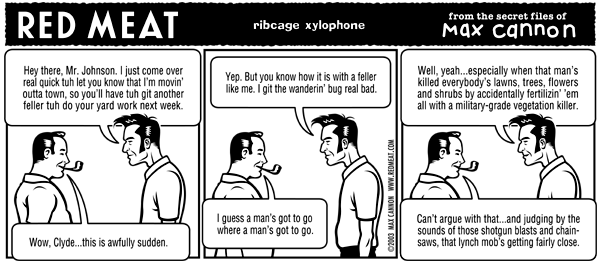 RED MEAT
ribcage xylophone
from the secret files of
max cannon
Hey there, Mr. Johnson. I just come over
real quick tuh let you know that I'm movin'
outta town, so you'll have tuh git another
feller tuh do your yard work next week.
Wow, Clyde...this is awfully sudden.
Yep. But you know how it is with a feller
like me. I git the wanderin' bug real bad.
I guess a man's got to go
where a man's got to go.
©2003 MAX CANNON WWW.REDMEAT.COM
Well, yeah...especially when that man's
killed everybody's lawns, trees, flowers
and shrubs by accidentally fertilizin' 'em
all with a military-grade vegetation killer.
Can't argue with that...and judging by the
sounds of those shotgun blasts and chain-
saws, that lynch mob's getting fairly close.